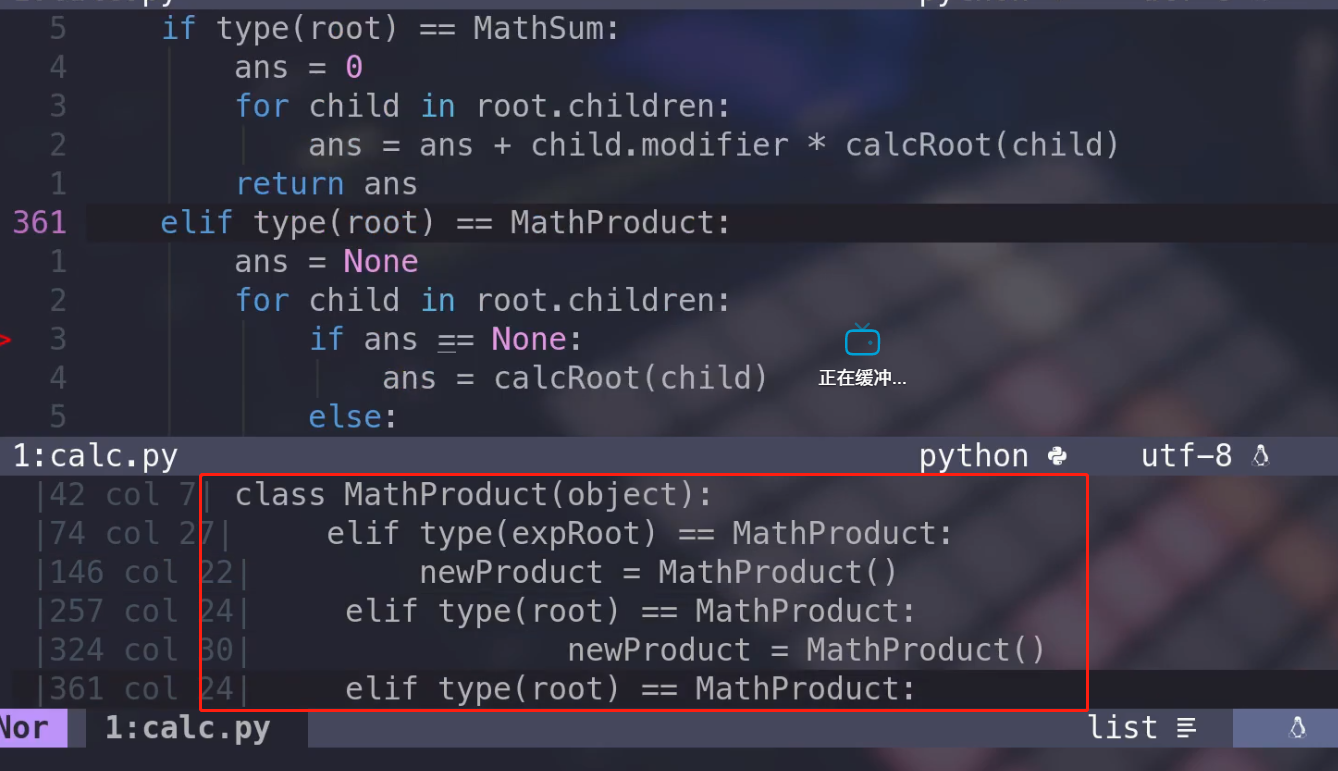 5 if type(root) == MathSum:
4 ans = 0
3 for child in root.children:
2 ans = ans + child.modifier * calcRoot(child)
1 return ans
361 elif type(root) == MathProduct:
1 ans = None
2 for child in root.children:
> 3 if ans == None:
4 ans = calcRoot(child)
5 else:
正在缓冲...
1:calc.py python utf-8
|42 col 7| class MathProduct(object):
|74 col 27| elif type(expRoot) == MathProduct:
|146 col 22| newProduct = MathProduct()
|257 col 24| elif type(root) == MathProduct:
|324 col 30| newProduct = MathProduct()
|361 col 24| elif type(root) == MathProduct:
Nor 1:calc.py list